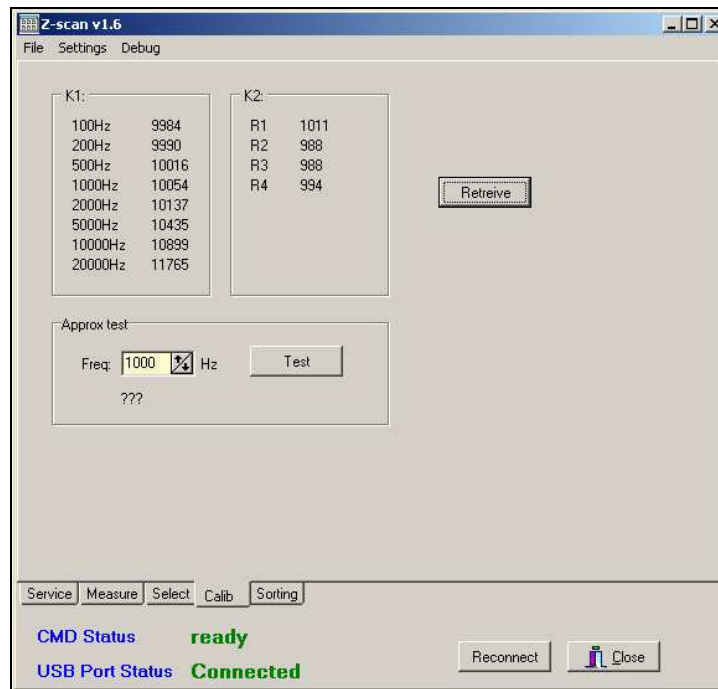 Z-scan v1.6
File Settings Debug
K1:
100Hz 9984
200Hz 9990
500Hz 10016
1000Hz 10054
2000Hz 10137
5000Hz 10435
10000Hz 10899
20000Hz 11765
K2:
R1 1011
R2 988
R3 988
R4 994
Retreive
Approx test
Freq: 1000 Hz Test
???
Service Measure Select Calib Sorting
CMD Status ready
USB Port Status Connected
Reconnect Close